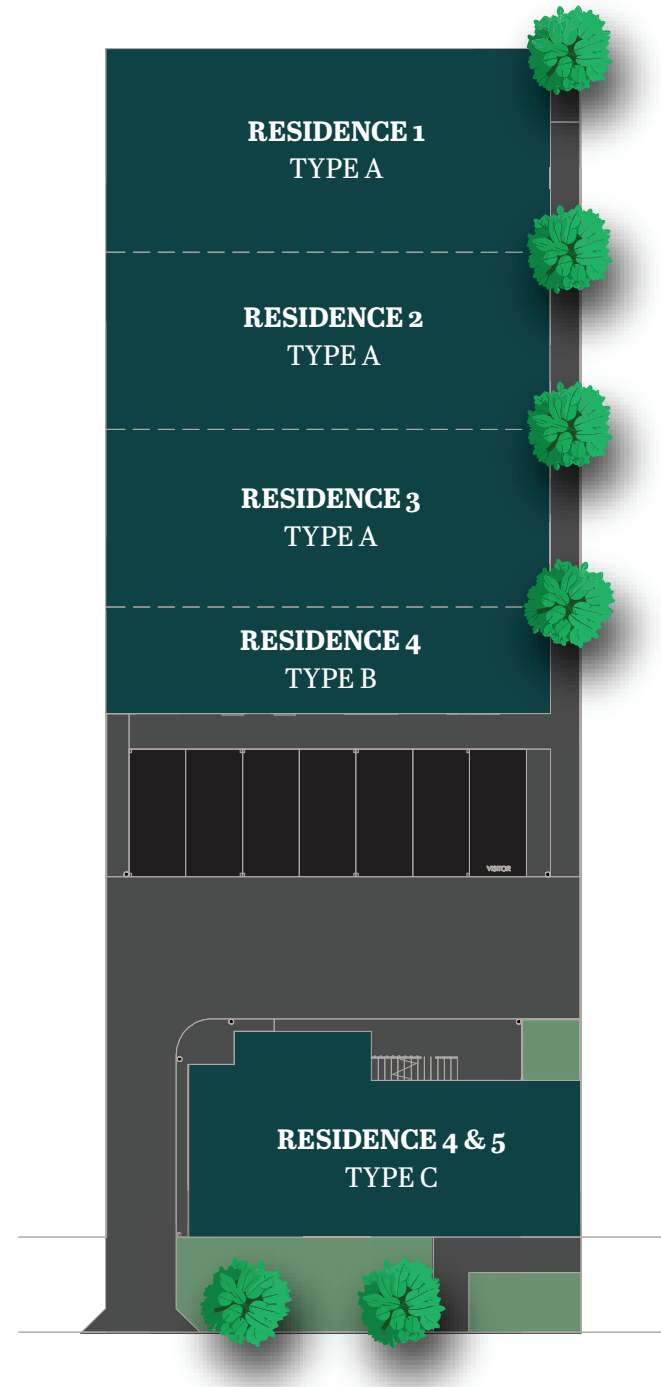 RESIDENCE 1
TYPE A
RESIDENCE 2
TYPE A
RESIDENCE 3
TYPE A
RESIDENCE 4
TYPE B
VISITOR
RESIDENCE 4 & 5
TYPE C